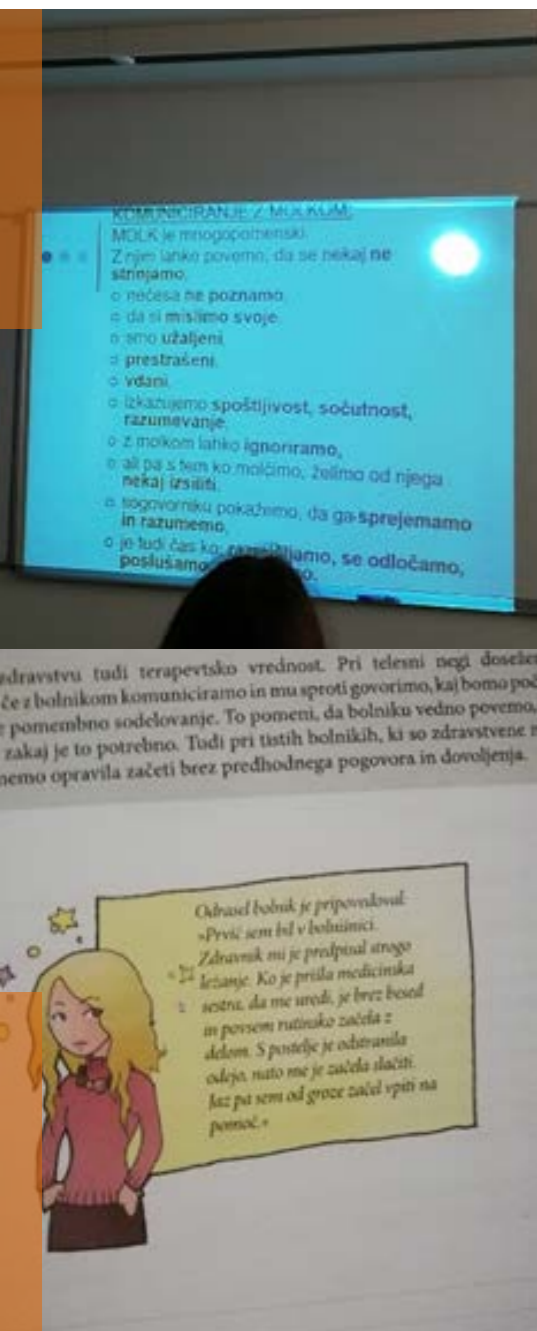 KOMUNICIRANJE Z MOLKOM:
MOLK je mnogopomenski.
Z njim lahko povemo, da se nekaj ne
strinjamo,
nečesa ne poznamo,
da si mislimo svoje,
smo užaljeni,
prestrašeni,
vdani,
izkazujemo spoštljivost, sočutnost,
razumevanje,
z molkom lahko ignoriramo,
ali pa s tem ko molčimo, želimo od njega
nekaj izsiliti,
sogovorniku pokažemo, da ga sprejemamo
in razumemo,
je tudi čas ko, se odločamo,
poslušamo
zdravstvu tudi terapevtsko vrednost. Pri telesni negi
če z bolnikom komuniciramo in mu sproti govorimo, kaj bomo
pomembno sodelovanje. To pomeni, da bolniku vedno povemo,
zakaj je to potrebno. Tudi pri tistih bolnikih, ki so zdravstvene
opravila začeti brez predhodnega pogovora in dovoljenja.
Odrasel bolnik je pripovedoval:
»Prvič sem bil v bolnišnici.
Zdravnik mi je predpisal strogo
ležanje. Ko je prišla medicinska
sestra, da me uredi, je brez besed
in povsem rutinsko začela z
delom. S postelje je odstranila
odejo, nato me je začela slačiti.
Jaz pa sem od groze začel vpiti na
pomoč.«